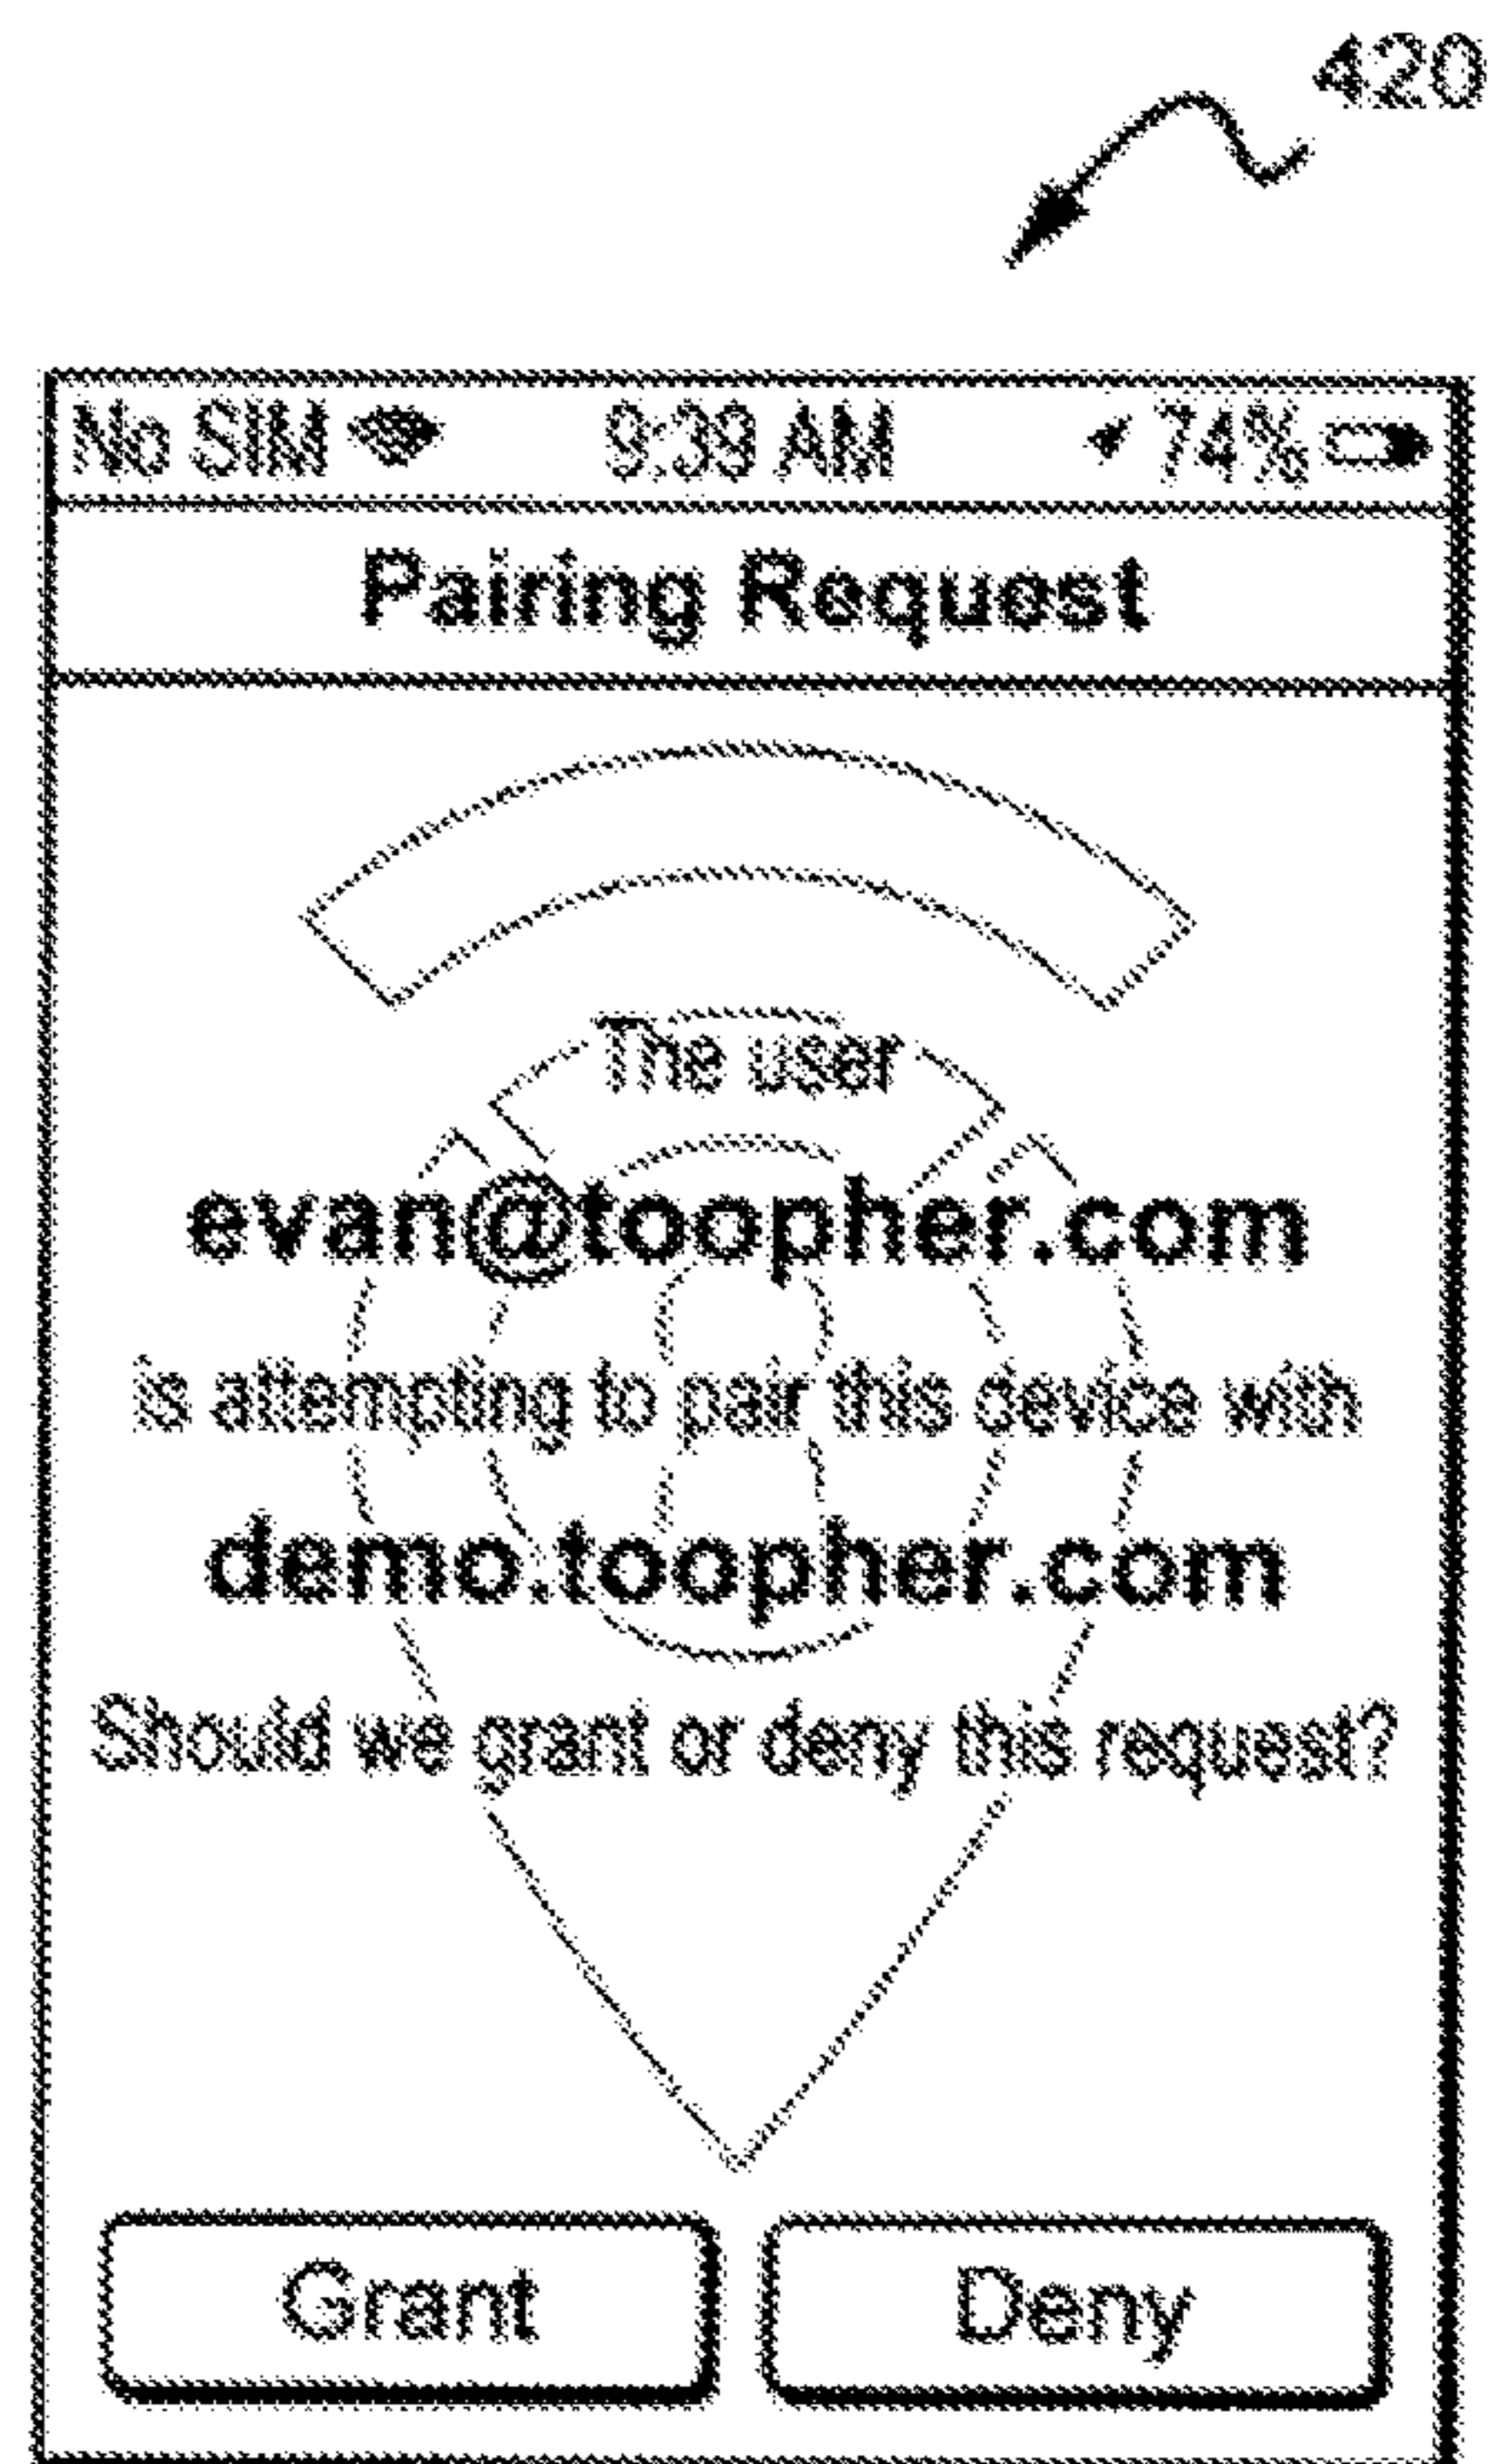 420
No SIM 9:39 AM 74%
Pairing Request
The user
evan@toopher.com
is attempting to pair this device with
demo.toopher.com
Should we grant or deny this request?
Grant Deny